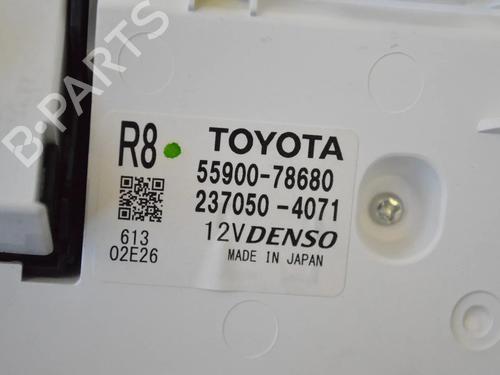 B-PARTS
R8 TOYOTA
55900-78680
237050-4071
613
02E26
12V DENSO
MADE IN JAPAN